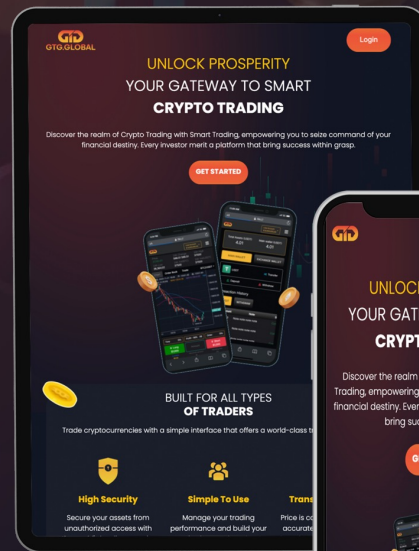 GTG.GLOBAL
Login
UNLOCK PROSPERITY
YOUR GATEWAY TO SMART
CRYPTO TRADING
Discover the realm of Crypto Trading with Smart Trading, empowering you to seize command of your
financial destiny. Every investor merit a platform that bring success within grasp.
GET STARTED
BUILT FOR ALL TYPES
OF TRADERS
Trade cryptocurrencies with a simple interface that offers a world-class
High Security
Simple To Use
Trans
Secure your assets from
unauthorized access with
Manage your trading
performance and build your
Price is
accurate
UNLOC
YOUR GAT
CRYPT
Discover the realm
Trading, empowering
financial destiny. Ever
bring suc
G